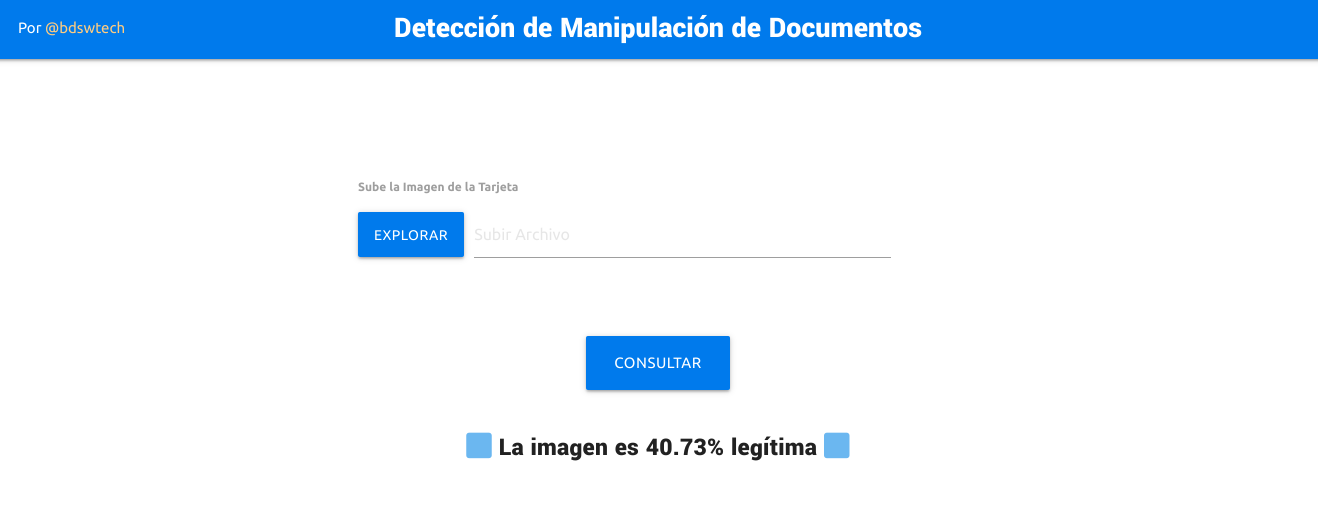 Por @bdswtech
Detección de Manipulación de Documentos
Sube la Imagen de la Tarjeta
EXPLORAR
Subir Archivo
CONSULTAR
La imagen es 40.73% legítima